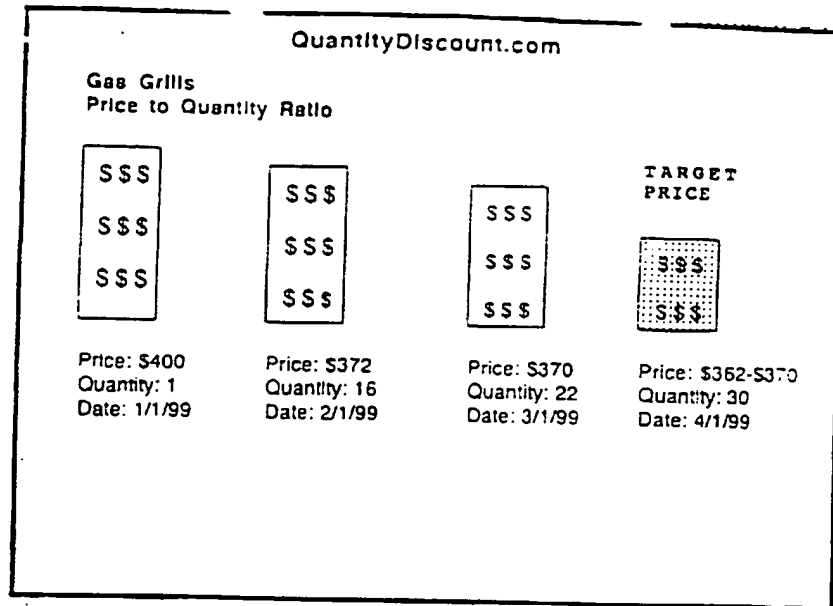 QuantityDiscount.com
Gas Grills
Price to Quantity Ratio
$$$
$$$
$$$
$$$
$$$
$$$
$$$
$$$
$$$
TARGET
PRICE
$$$
$$$
Price: $400
Quantity: 1
Date: 1/1/99
Price: $372
Quantity: 16
Date: 2/1/99
Price: $370
Quantity: 22
Date: 3/1/99
Price: $362-$370
Quantity: 30
Date: 4/1/99